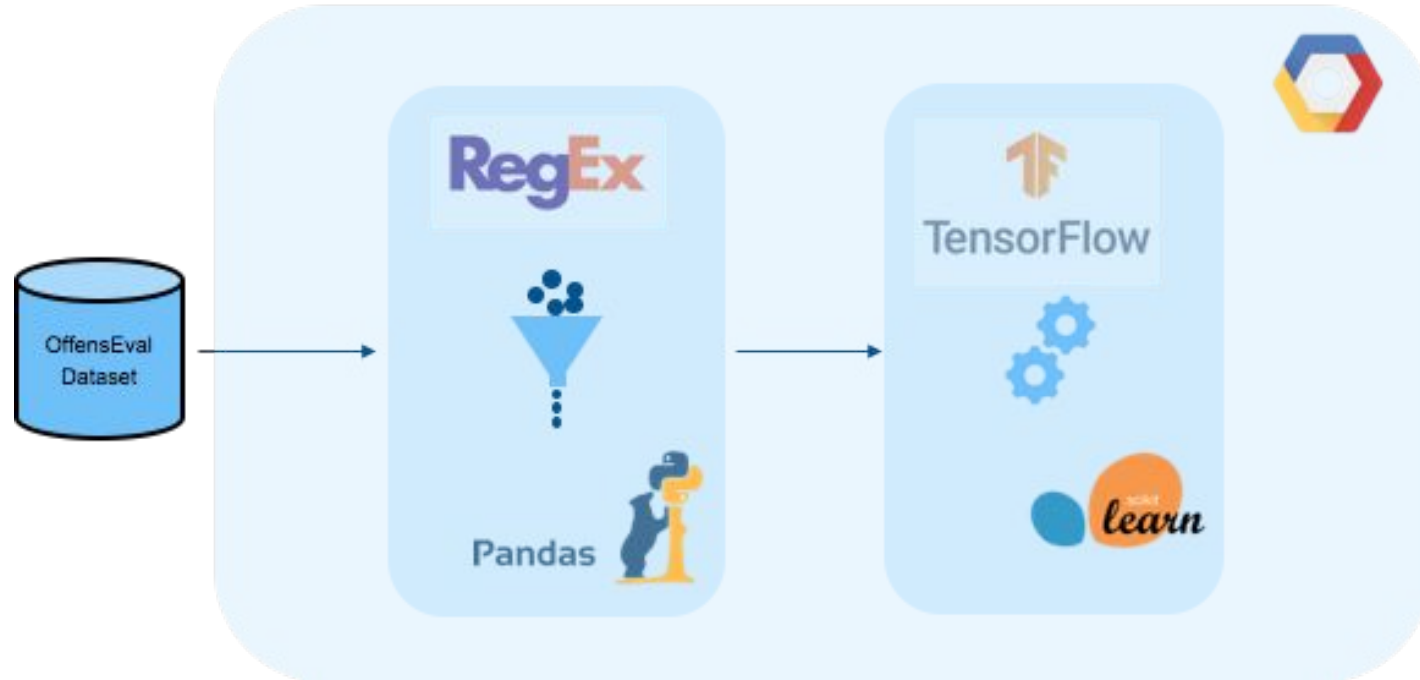 OffensEval
Dataset
RegEx
Pandas
TensorFlow
scikit
learn